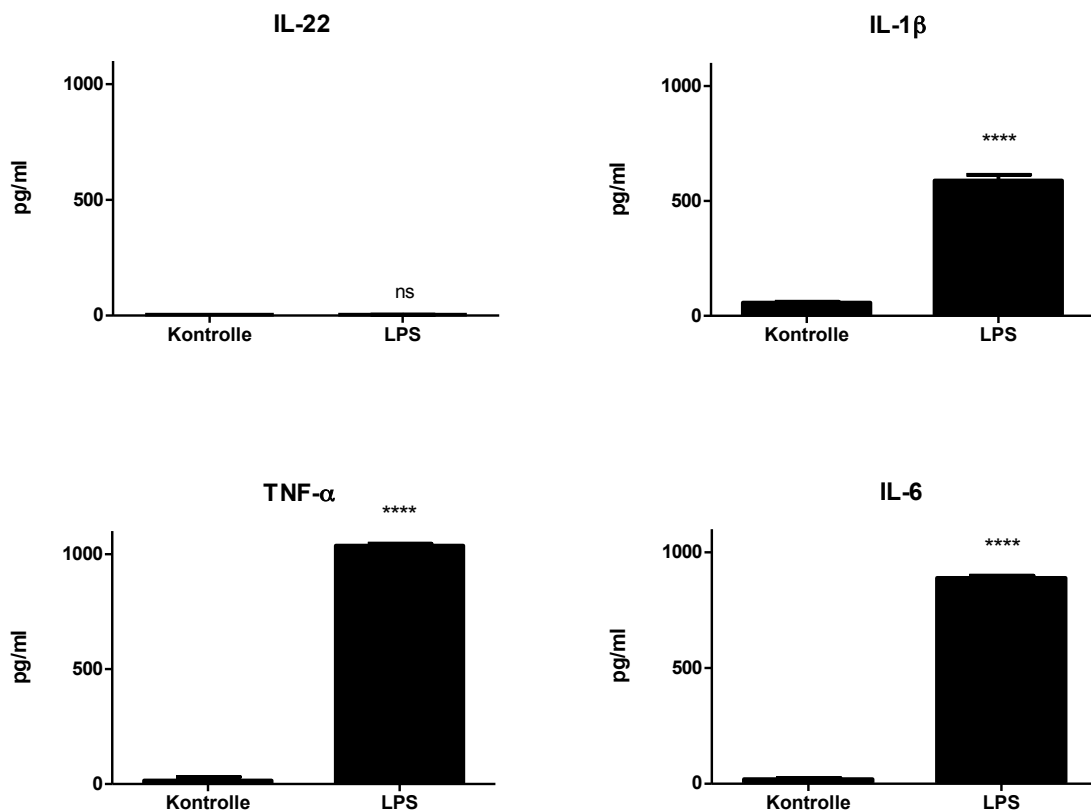 IL-22
1000
500
0
pg/ml
ns
Kontrolle LPS
IL-1β
1000
500
0
pg/ml
****
Kontrolle LPS
TNF-α
1000
500
0
pg/ml
****
Kontrolle LPS
IL-6
1000
500
0
pg/ml
****
Kontrolle LPS